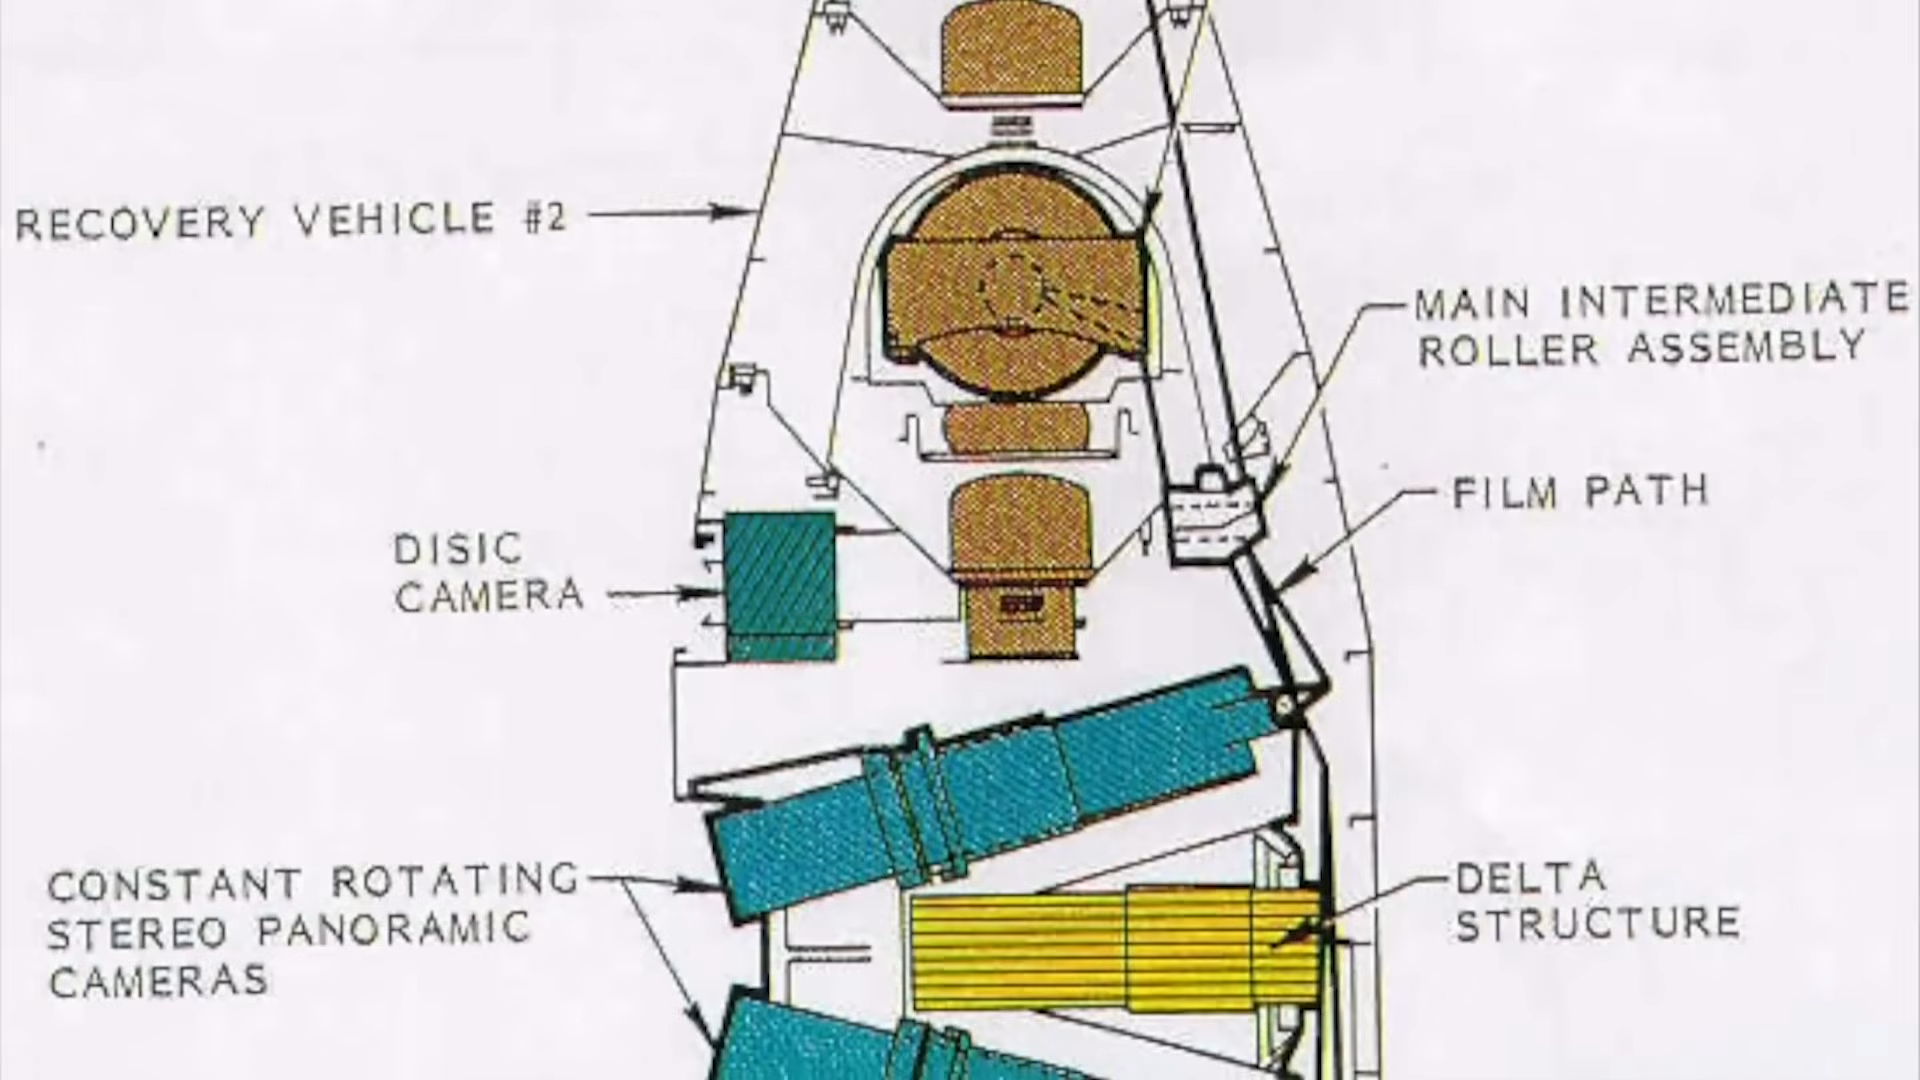 RECOVERY VEHICLE #2
MAIN INTERMEDIATE
ROLLER ASSEMBLY
FILM PATH
DISIC
CAMERA
CONSTANT ROTATING
STEREO PANORAMIC
CAMERAS
DELTA
STRUCTURE